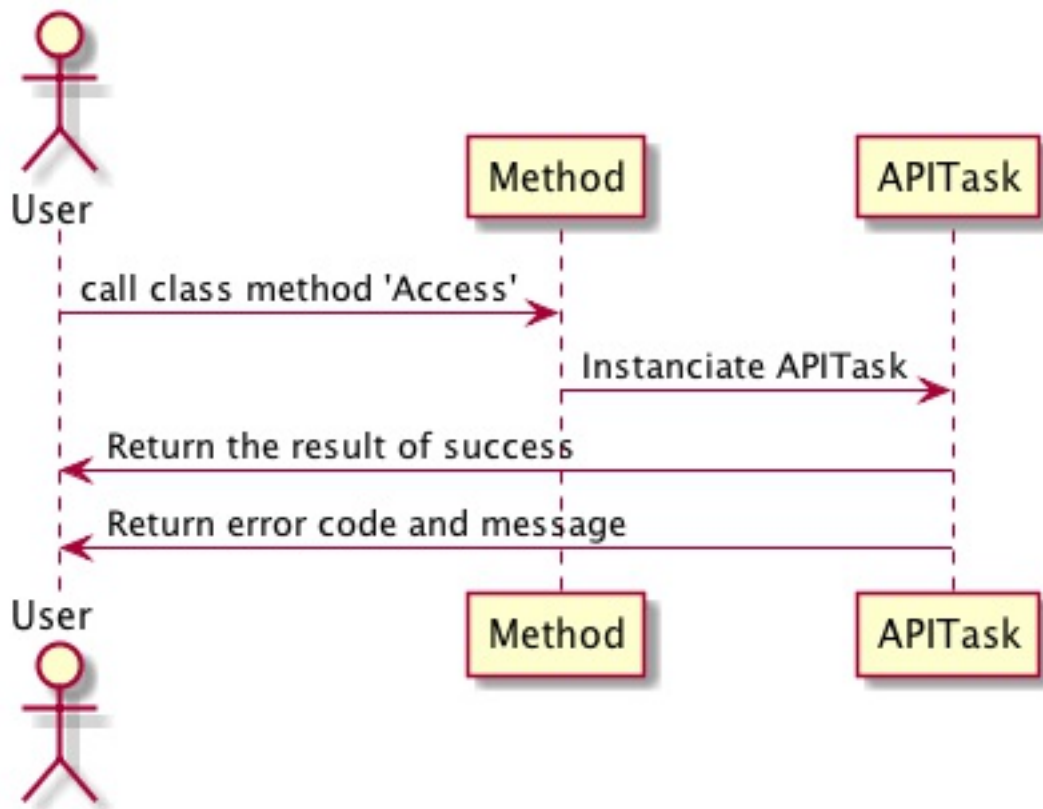 User
Method
APITask
call class method 'Access'
Instanciate APITask
Return the result of success
Return error code and message
User
Method
APITask